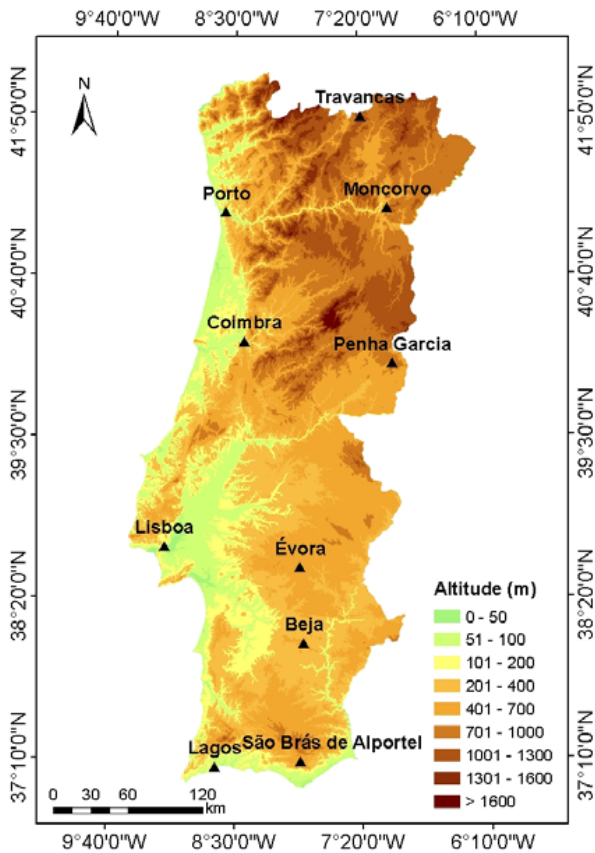 9°40'0"W 8°30'0"W 7°20'0"W 6°10'0"W
N
Travancas
41°50'0"N 41°50'0"N
Porto Moncorvo
40°40'0"N 40°40'0"N
Coimbra
Penha Garcia
39°30'0"N 39°30'0"N
Lisboa
Évora
38°20'0"N 38°20'0"N
Beja
Altitude (m)
0 - 50
51 - 100
101 - 200
201 - 400
401 - 700
701 - 1000
1001 - 1300
1301 - 1600
> 1600
Lagos São Brás de Alportel
37°10'0"N 37°10'0"N
0 30 60 120
km
9°40'0"W 8°30'0"W 7°20'0"W 6°10'0"W